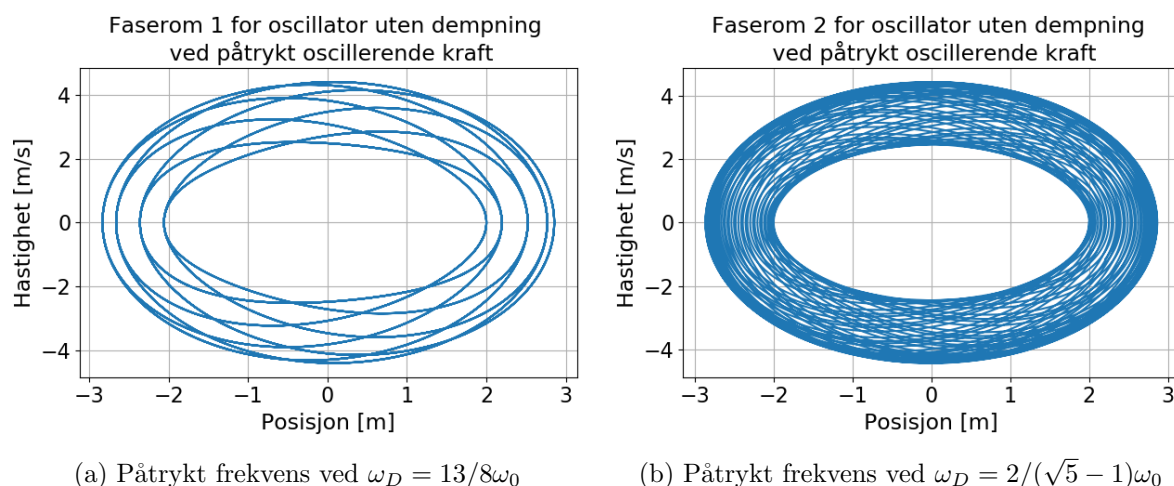 Faserom 1 for oscillator uten dempning
ved påtrykt oscillerende kraft
Hastighet [m/s]
4
2
0
−2
−4
−3
−2
−1
0
1
2
3
Posisjon [m]
(a) Påtrykt frekvens ved ω_D = 13/8ω_0
Faserom 2 for oscillator uten dempning
ved påtrykt oscillerende kraft
Hastighet [m/s]
4
2
0
−2
−4
−3
−2
−1
0
1
2
3
Posisjon [m]
(b) Påtrykt frekvens ved ω_D = 2/(√5 − 1)ω_0